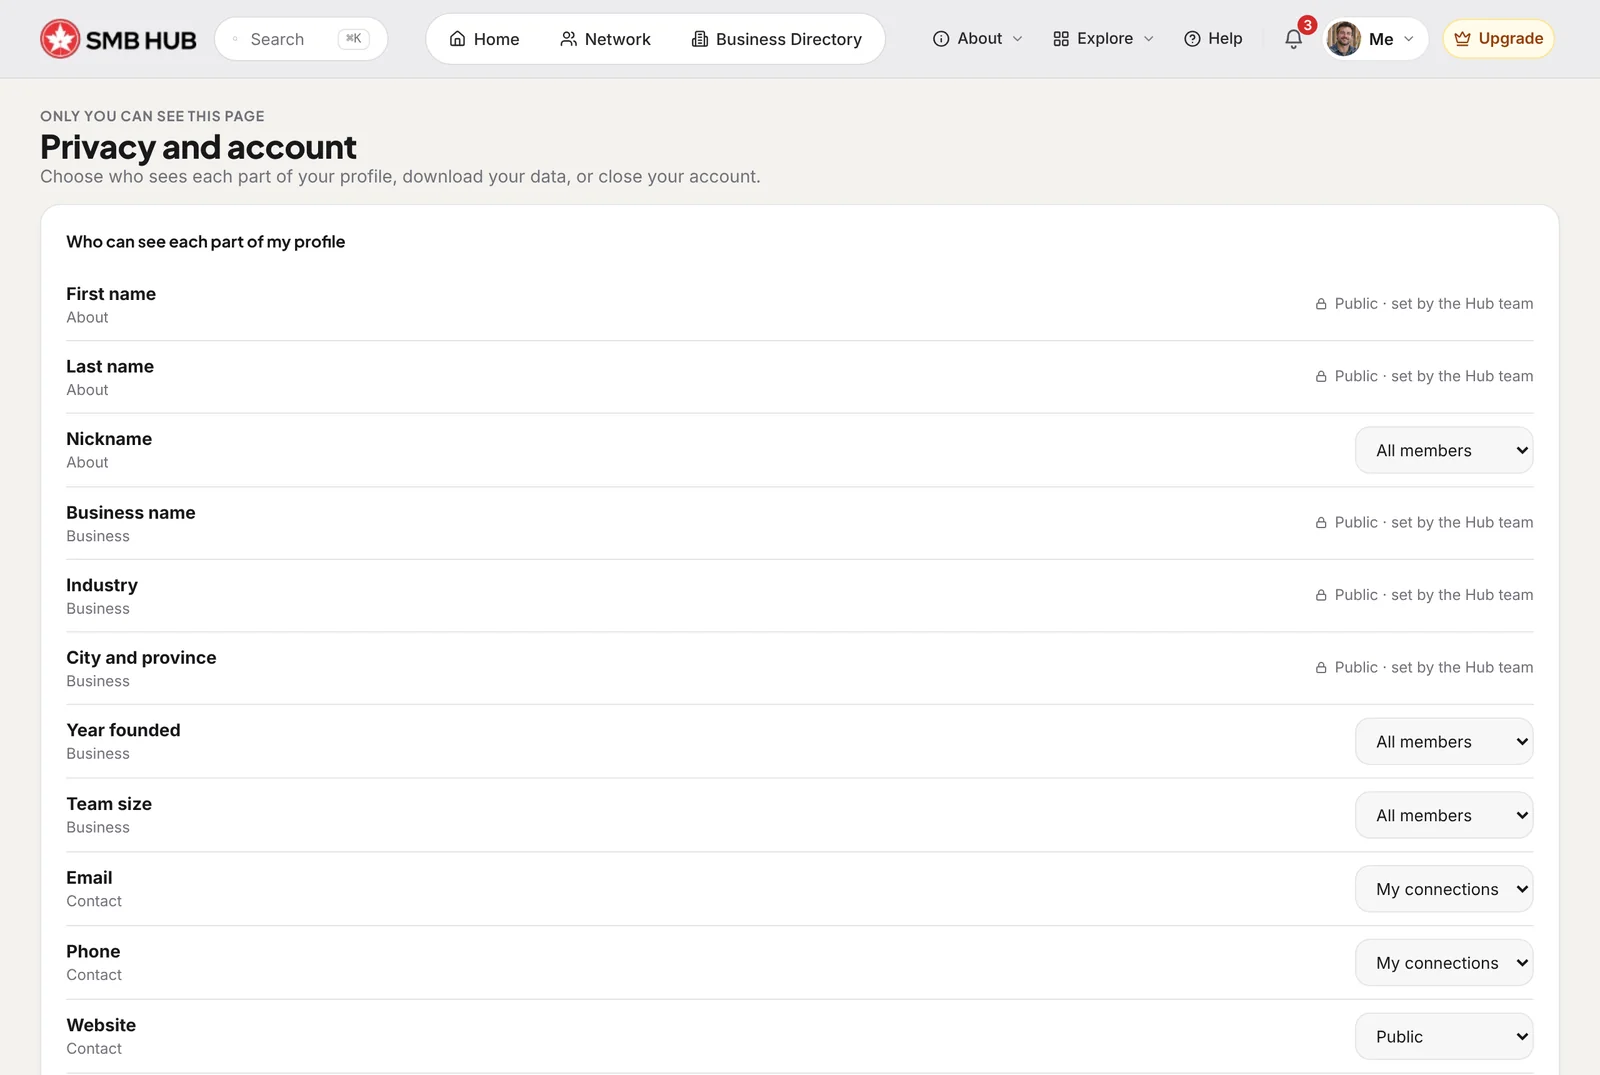 SMB HUB
Search
⌘K
Home
Network
Business Directory
About
Explore
Help
3
Me
Upgrade
ONLY YOU CAN SEE THIS PAGE
Privacy and account
Choose who sees each part of your profile, download your data, or close your account.
Who can see each part of my profile
First name
About
Public · set by the Hub team
Last name
About
Public · set by the Hub team
Nickname
About
All members
Business name
Business
Public · set by the Hub team
Industry
Business
Public · set by the Hub team
City and province
Business
Public · set by the Hub team
Year founded
Business
All members
Team size
Business
All members
Email
Contact
My connections
Phone
Contact
My connections
Website
Contact
Public